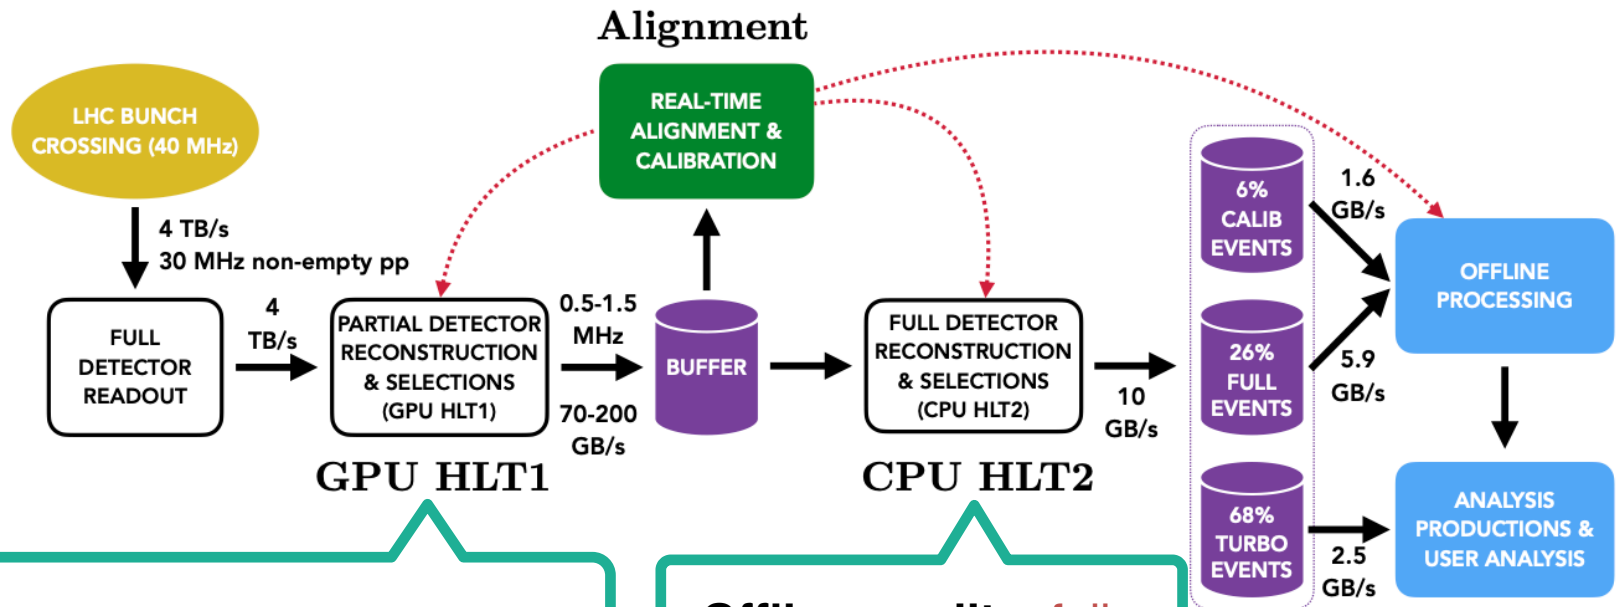 Alignment
LHC BUNCH
CROSSING (40 MHz)
4 TB/s
30 MHz non-empty pp
FULL
DETECTOR
READOUT
4
TB/s
PARTIAL DETECTOR
RECONSTRUCTION
& SELECTIONS
(GPU HLT1)
GPU HLT1
0.5-1.5
MHz
70-200
GB/s
REAL-TIME
ALIGNMENT &
CALIBRATION
BUFFER
FULL DETECTOR
RECONSTRUCTION
& SELECTIONS
(CPU HLT2)
CPU HLT2
10
GB/s
6%
CALIB
EVENTS
1.6
GB/s
26%
FULL
EVENTS
5.9
GB/s
68%
TURBO
EVENTS
2.5
GB/s
OFFLINE
PROCESSING
ANALYSIS
PRODUCTIONS &
USER ANALYSIS